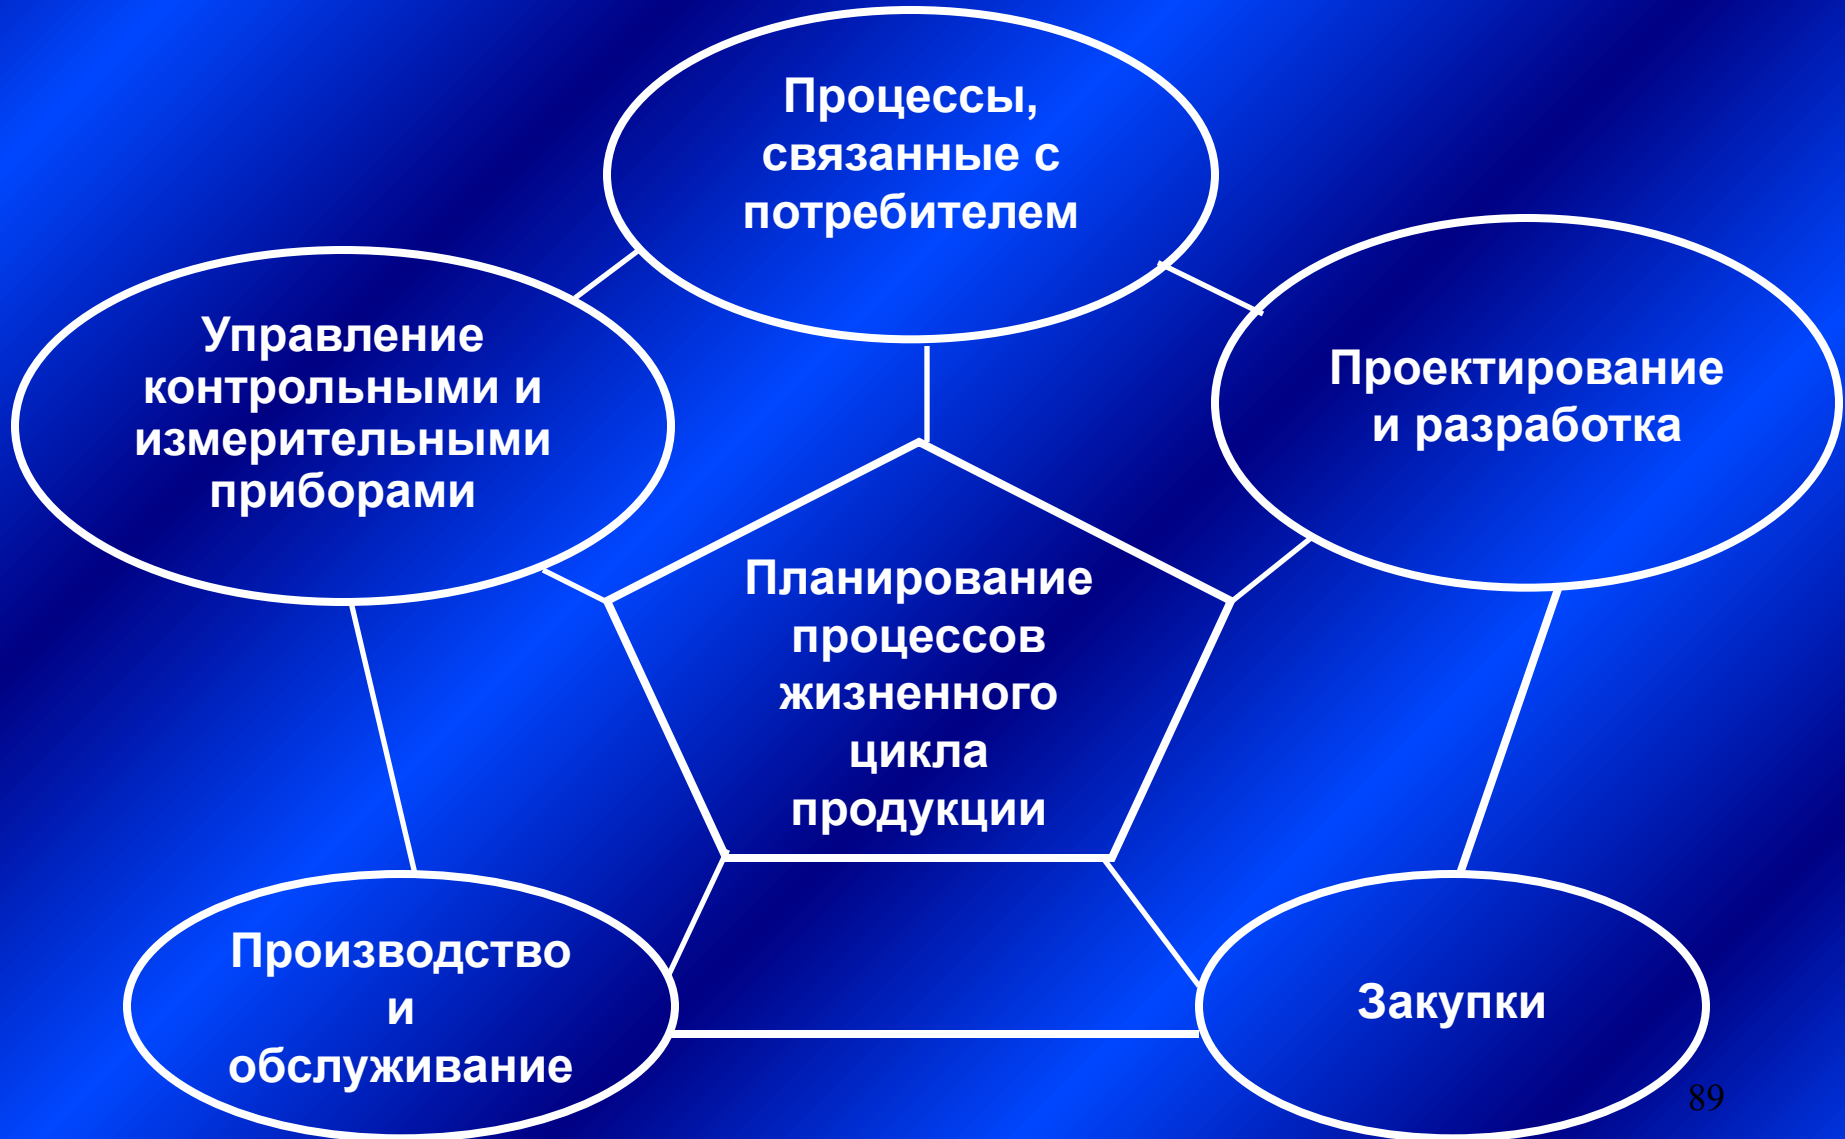 Процессы,
связанные с
потребителем
Управление
контрольными и
измерительными
приборами
Проектирование
и разработка
Планирование
процессов
жизненного
цикла
продукции
Производство
и
обслуживание
Закупки
89